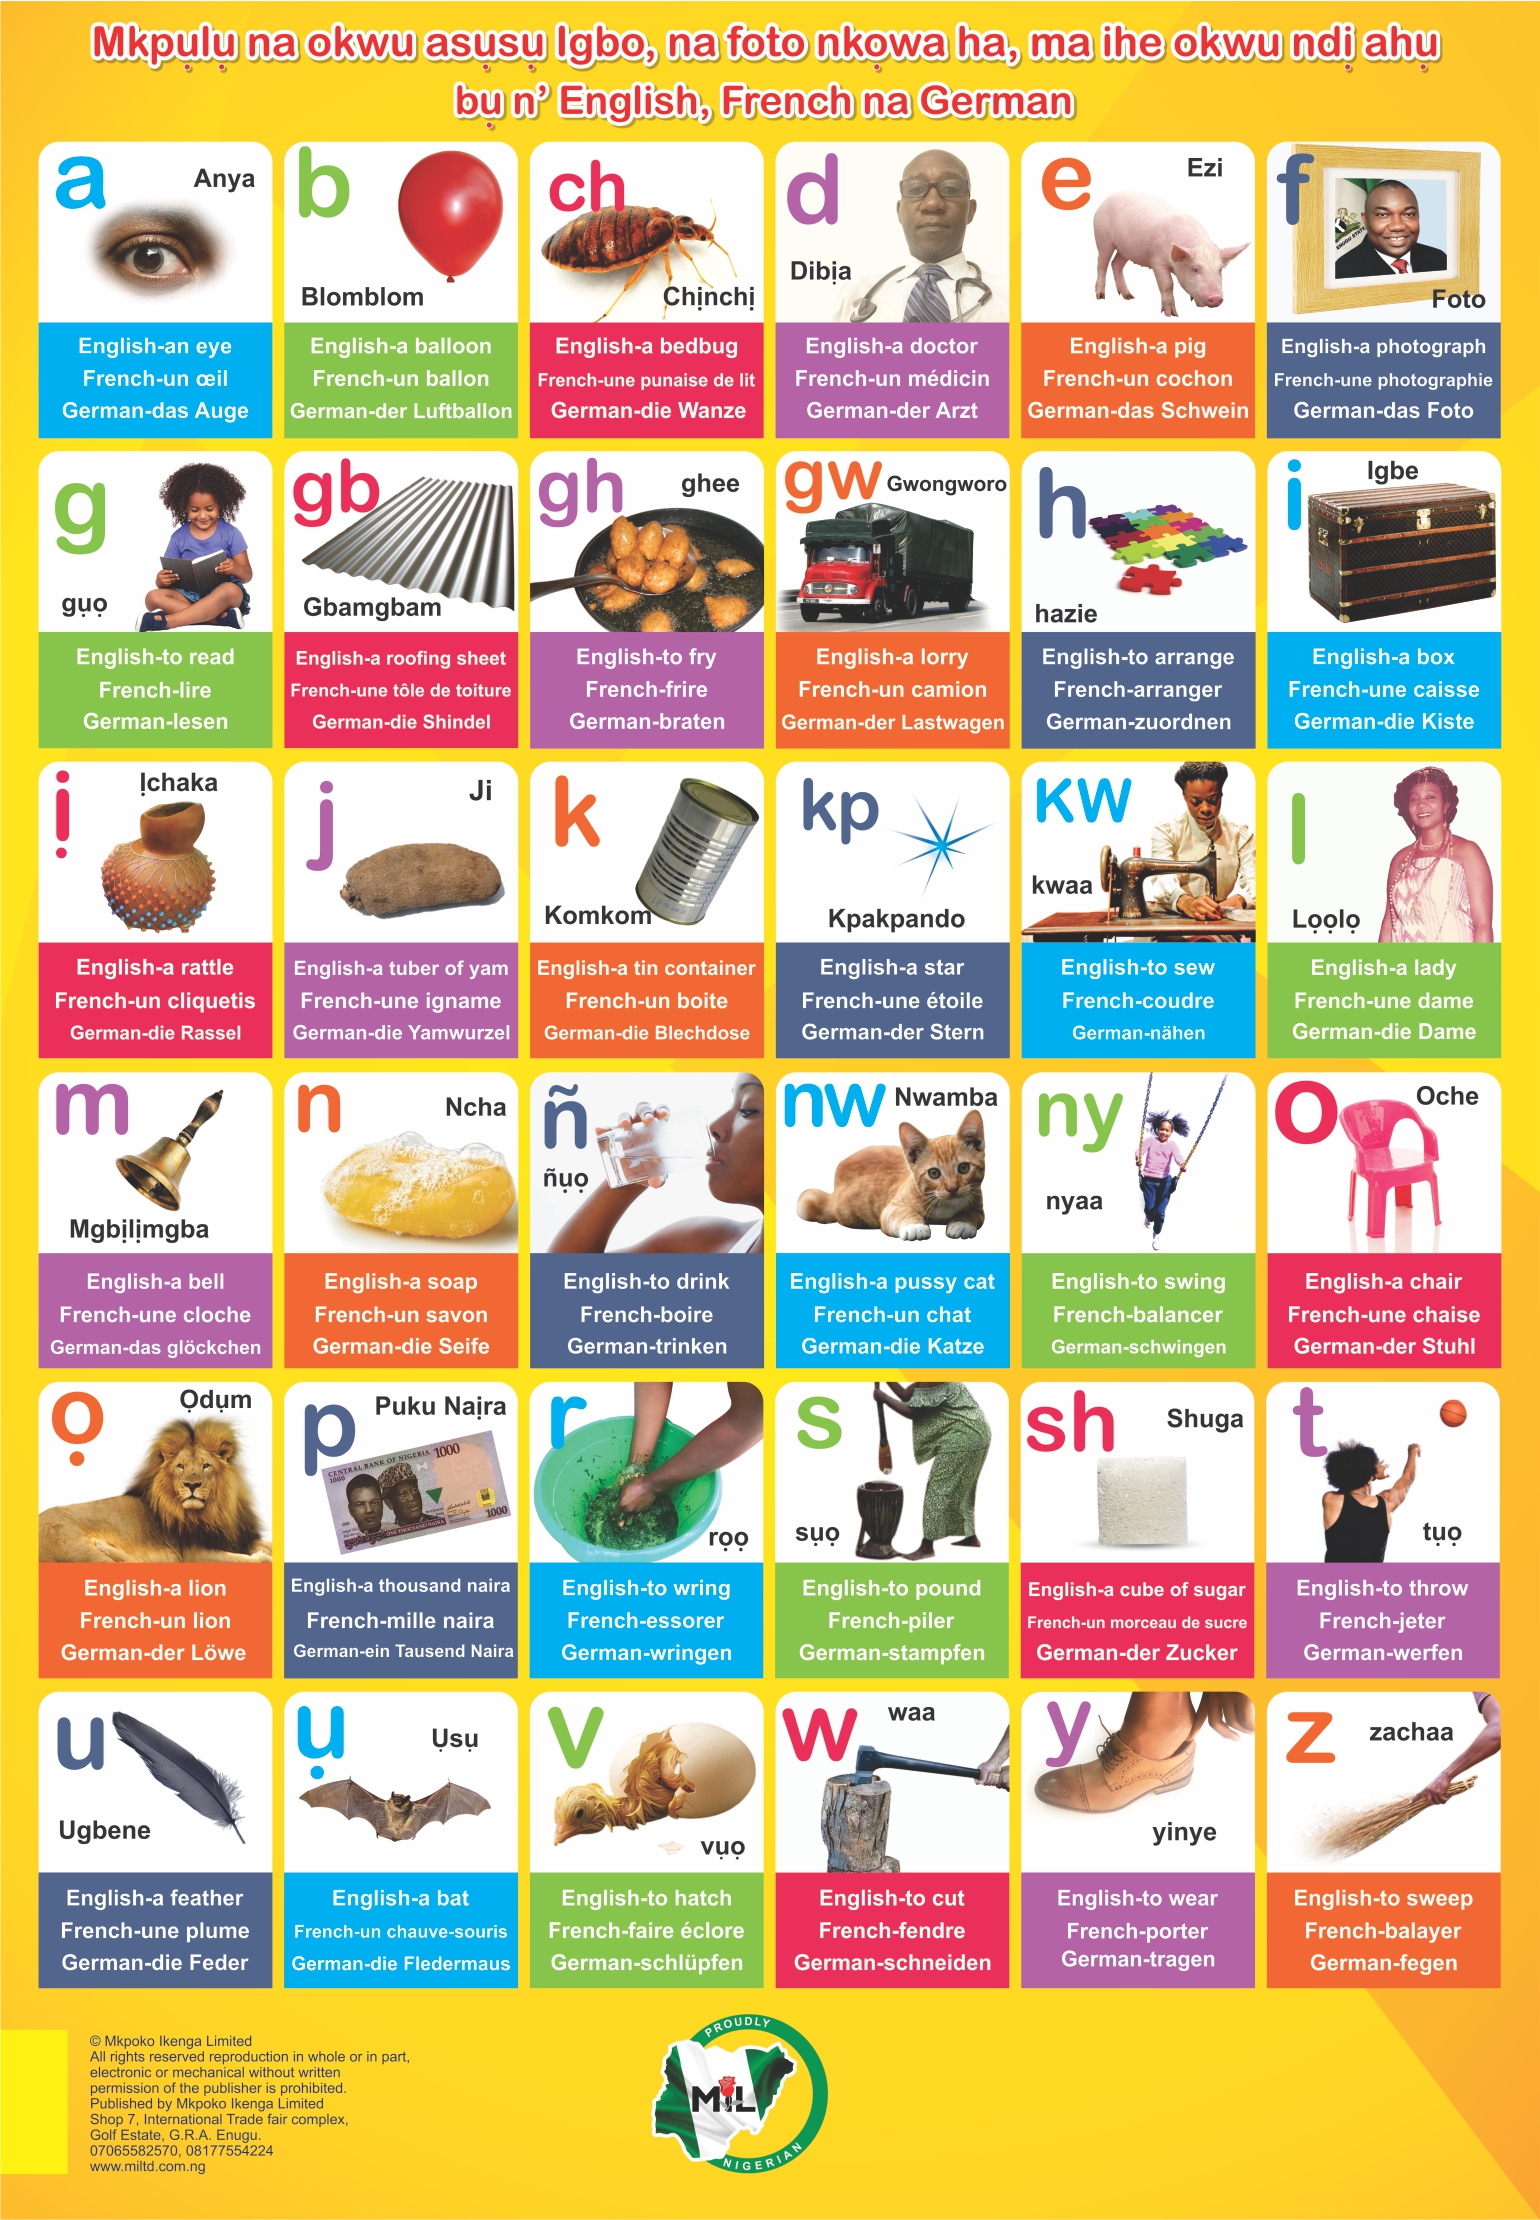 Mkpụlụ na okwu asụsụ Igbo, na foto nkọwa ha, ma ihe okwu ndị ahụ
bụ n’ English, French na German
a
Anya
English-an eye
French-un œil
German-das Auge
b
Blomblom
English-a balloon
French-un ballon
German-der Luftballon
ch
Chịnchị
English-a bedbug
French-une punaise de lit
German-die Wanze
d
Dibịa
English-a doctor
French-un médicin
German-der Arzt
e
Ezi
English-a pig
French-un cochon
German-das Schwein
f
ENUGU STATE
Foto
English-a photograph
French-une photographie
German-das Foto
g
gụọ
English-to read
French-lire
German-lesen
gb
Gbamgbam
English-a roofing sheet
French-une tôle de toiture
German-die Shindel
gh
ghee
English-to fry
French-frire
German-braten
gw
Gwongworo
English-a lorry
French-un camion
German-der Lastwagen
h
hazie
English-to arrange
French-arranger
German-zuordnen
i
Igbe
English-a box
French-une caisse
German-die Kiste
ị
Ịchaka
English-a rattle
French-un cliquetis
German-die Rassel
j
Ji
English-a tuber of yam
French-une igname
German-die Yamwurzel
k
Komkom
English-a tin container
French-un boite
German-die Blechdose
kp
Kpakpando
English-a star
French-une étoile
German-der Stern
KW
kwaa
English-to sew
French-coudre
German-nähen
l
Lọọlọ
English-a lady
French-une dame
German-die Dame
m
Mgbịlịmgba
English-a bell
French-une cloche
German-das glöckchen
n
Ncha
English-a soap
French-un savon
German-die Seife
ñ
ñụọ
English-to drink
French-boire
German-trinken
nw
Nwamba
English-a pussy cat
French-un chat
German-die Katze
ny
nyaa
English-to swing
French-balancer
German-schwingen
O
Oche
English-a chair
French-une chaise
German-der Stuhl
ọ
Ọdụm
English-a lion
French-un lion
German-der Löwe
p
Puku Naịra
CENTRAL BANK OF NIGERIA 1000
1000
1000
ONE THOUSAND NAIRA
English-a thousand naira
French-mille naira
German-ein Tausend Naira
r
rọọ
English-to wring
French-essorer
German-wringen
s
sụọ
English-to pound
French-piler
German-stampfen
sh
Shuga
English-a cube of sugar
French-un morceau de sucre
German-der Zucker
t
tụọ
English-to throw
French-jeter
German-werfen
u
Ugbene
English-a feather
French-une plume
German-die Feder
ụ
Ụsụ
English-a bat
French-un chauve-souris
German-die Fledermaus
v
vụọ
English-to hatch
French-faire éclore
German-schlüpfen
w
waa
English-to cut
French-fendre
German-schneiden
y
yinye
English-to wear
French-porter
German-tragen
z
zachaa
English-to sweep
French-balayer
German-fegen
© Mkpoko Ikenga Limited
All rights reserved reproduction in whole or in part,
electronic or mechanical without written
permission of the publisher is prohibited.
Published by Mkpoko Ikenga Limited
Shop 7, International Trade fair complex,
Golf Estate, G.R.A. Enugu.
07065582570, 08177554224
www.miltd.com.ng
PROUDLY
MIL
NIGERIAN